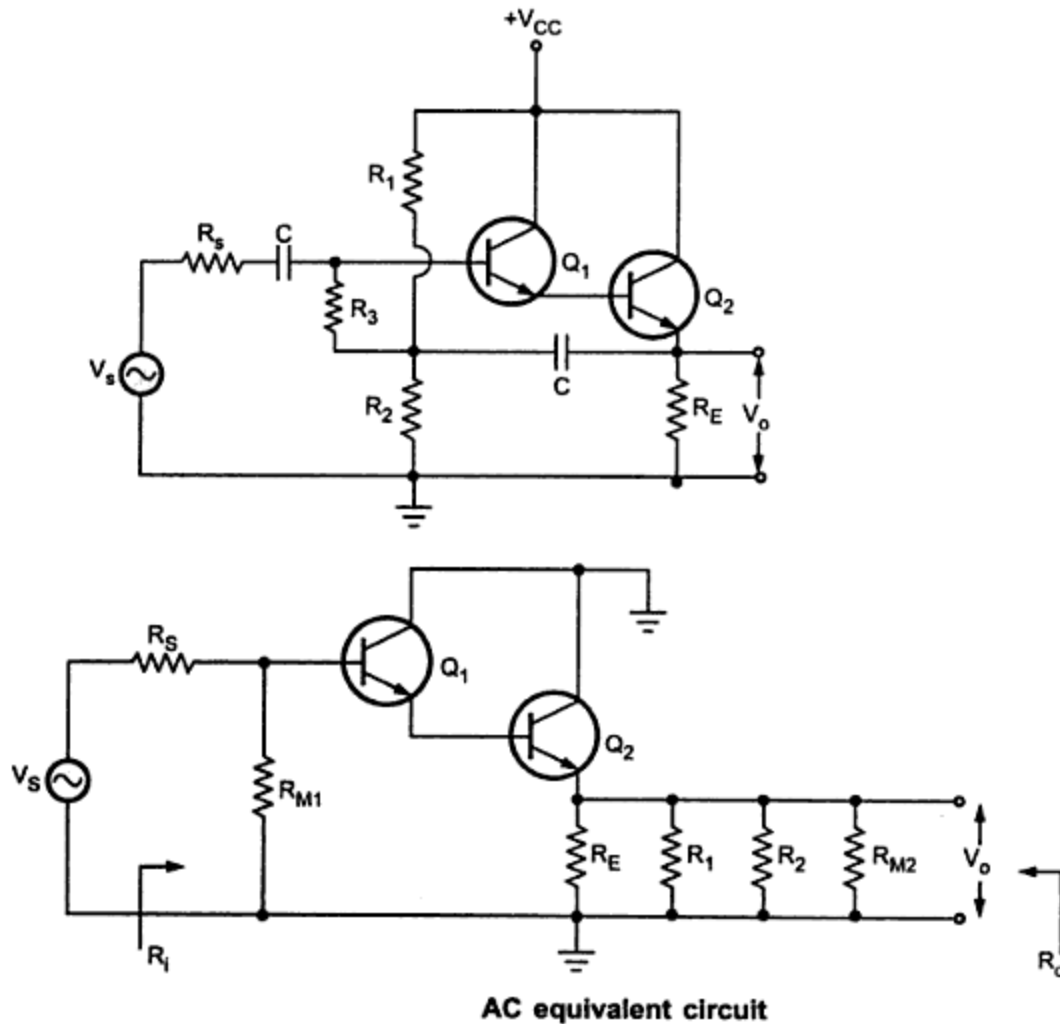 +VCC
R1
Rs
C
Q1
Q2
R3
Vs
C
R2
RE
Vo
RS
Q1
Q2
VS
RM1
RE
R1
R2
RM2
Vo
Ri
AC equivalent circuit